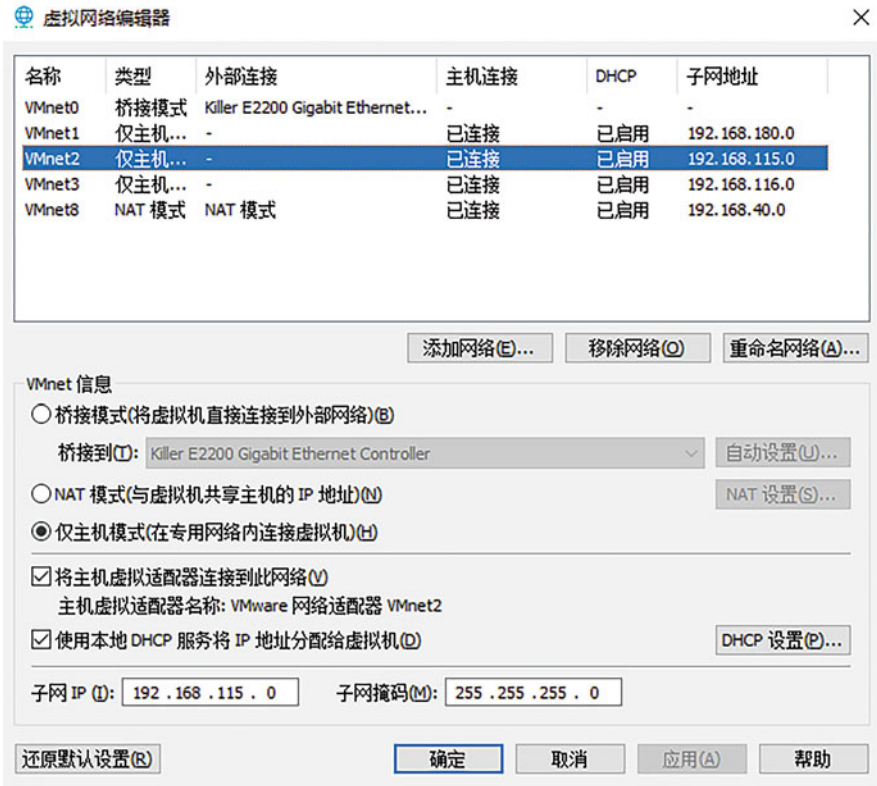 虚拟网络编辑器
名称 类型 外部连接 主机连接 DHCP 子网地址
VMnet0 桥接模式 Killer E2200 Gigabit Ethernet... - - -
VMnet1 仅主机... - 已连接 已启用 192.168.180.0
VMnet2 仅主机... - 已连接 已启用 192.168.115.0
VMnet3 仅主机... - 已连接 已启用 192.168.116.0
VMnet8 NAT 模式 NAT 模式 已连接 已启用 192.168.40.0
添加网络(E)... 移除网络(O) 重命名网络(A)...
VMnet 信息
桥接模式(将虚拟机直接连接到外部网络)(B)
桥接到(T): Killer E2200 Gigabit Ethernet Controller 自动设置(U)...
NAT 模式(与虚拟机共享主机的 IP 地址)(N) NAT 设置(S)...
仅主机模式(在专用网络内连接虚拟机)(H)
将主机虚拟适配器连接到此网络(V)
主机虚拟适配器名称: VMware 网络适配器 VMnet2
使用本地 DHCP 服务将 IP 地址分配给虚拟机(D) DHCP 设置(P)...
子网 IP (I): 192 . 168 . 115 . 0 子网掩码(M): 255 . 255 . 255 . 0
还原默认设置(R) 确定 取消 应用(A) 帮助